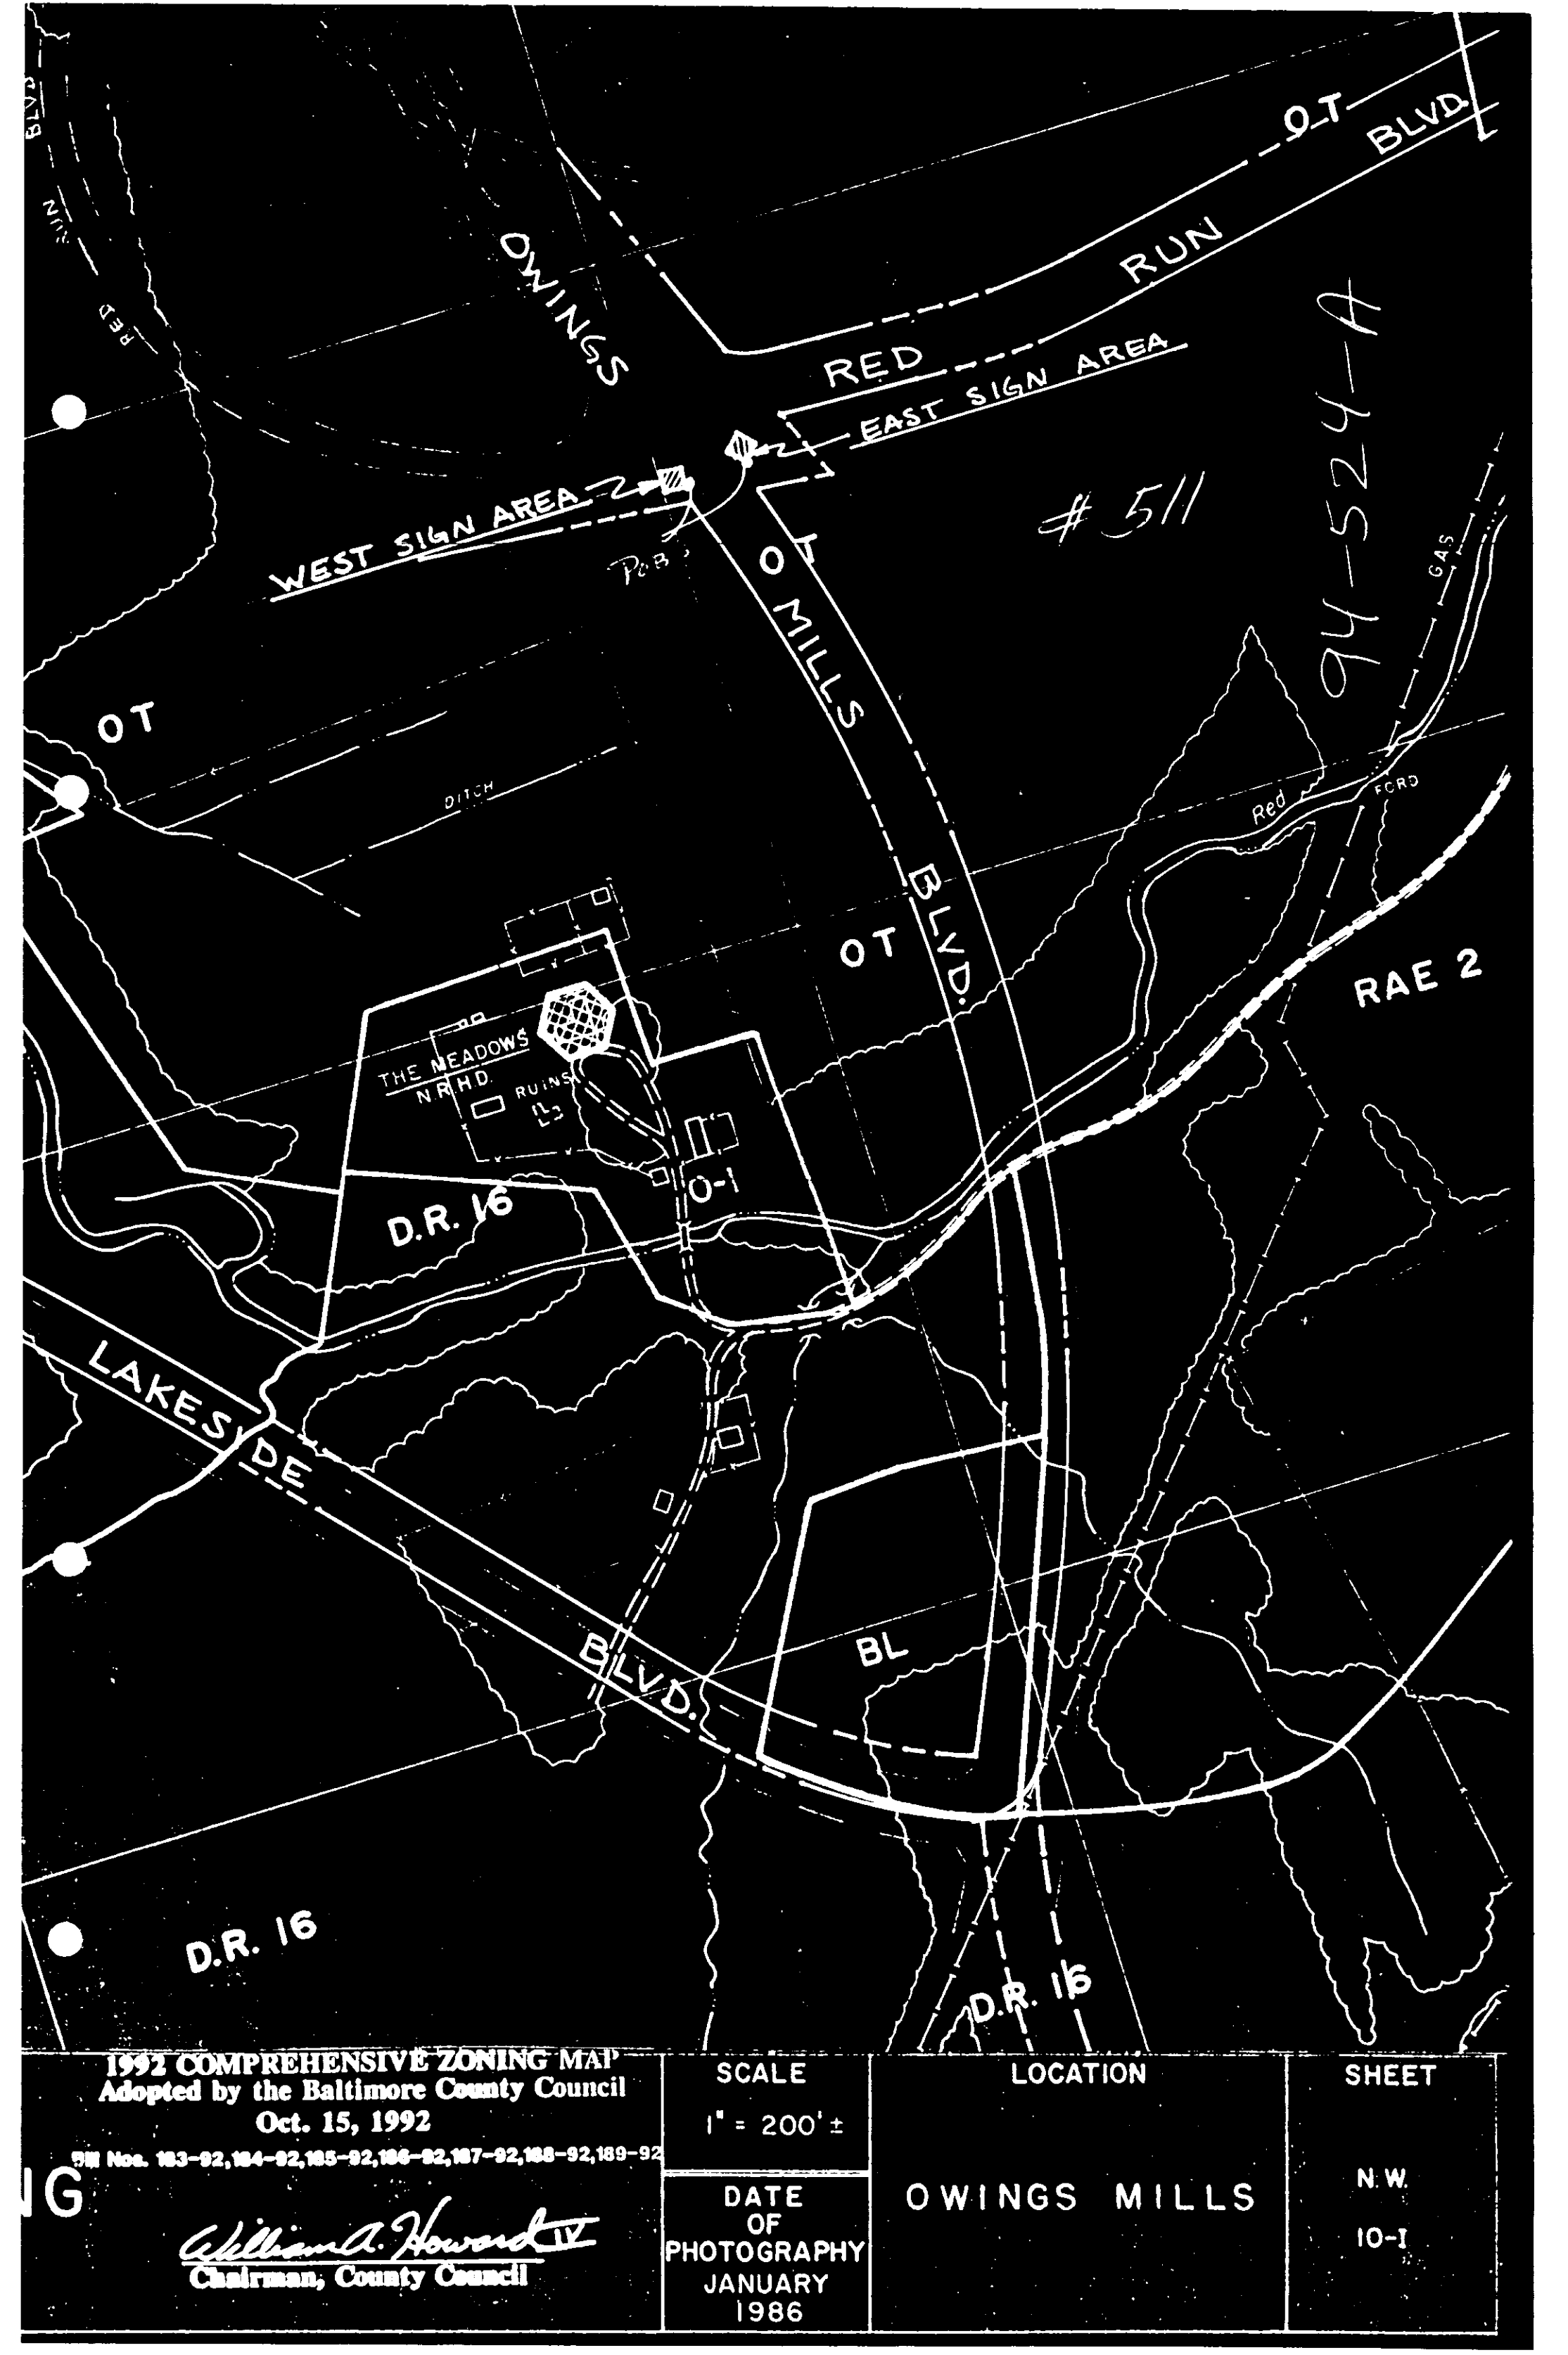 BLVD
RUN
RED
OWINGS
O T
BLVD.
RUN
RED
EAST SIGN AREA
WEST SIGN AREA
P.O.B.'s
# 511
94-524-A
GAS
O T
MILLS
O T
DITCH
Red
FORD
BLVD.
O T
RAE 2
THE MEADOWS
N.R.H.D.
RUINS
O-1
D.R. 16
LAKESIDE
BLVD.
BL
D.R. 16
D.R. 16
1992 COMPREHENSIVE ZONING MAP
Adopted by the Baltimore County Council
Oct. 15, 1992
Bill Nos. 183-92,184-92,185-92,186-92,187-92,188-92,189-92
NG
William A. Howard IV
Chairman, County Council
SCALE
1" = 200' ±
DATE
OF
PHOTOGRAPHY
JANUARY
1986
LOCATION
OWINGS MILLS
SHEET
N.W.
10-I